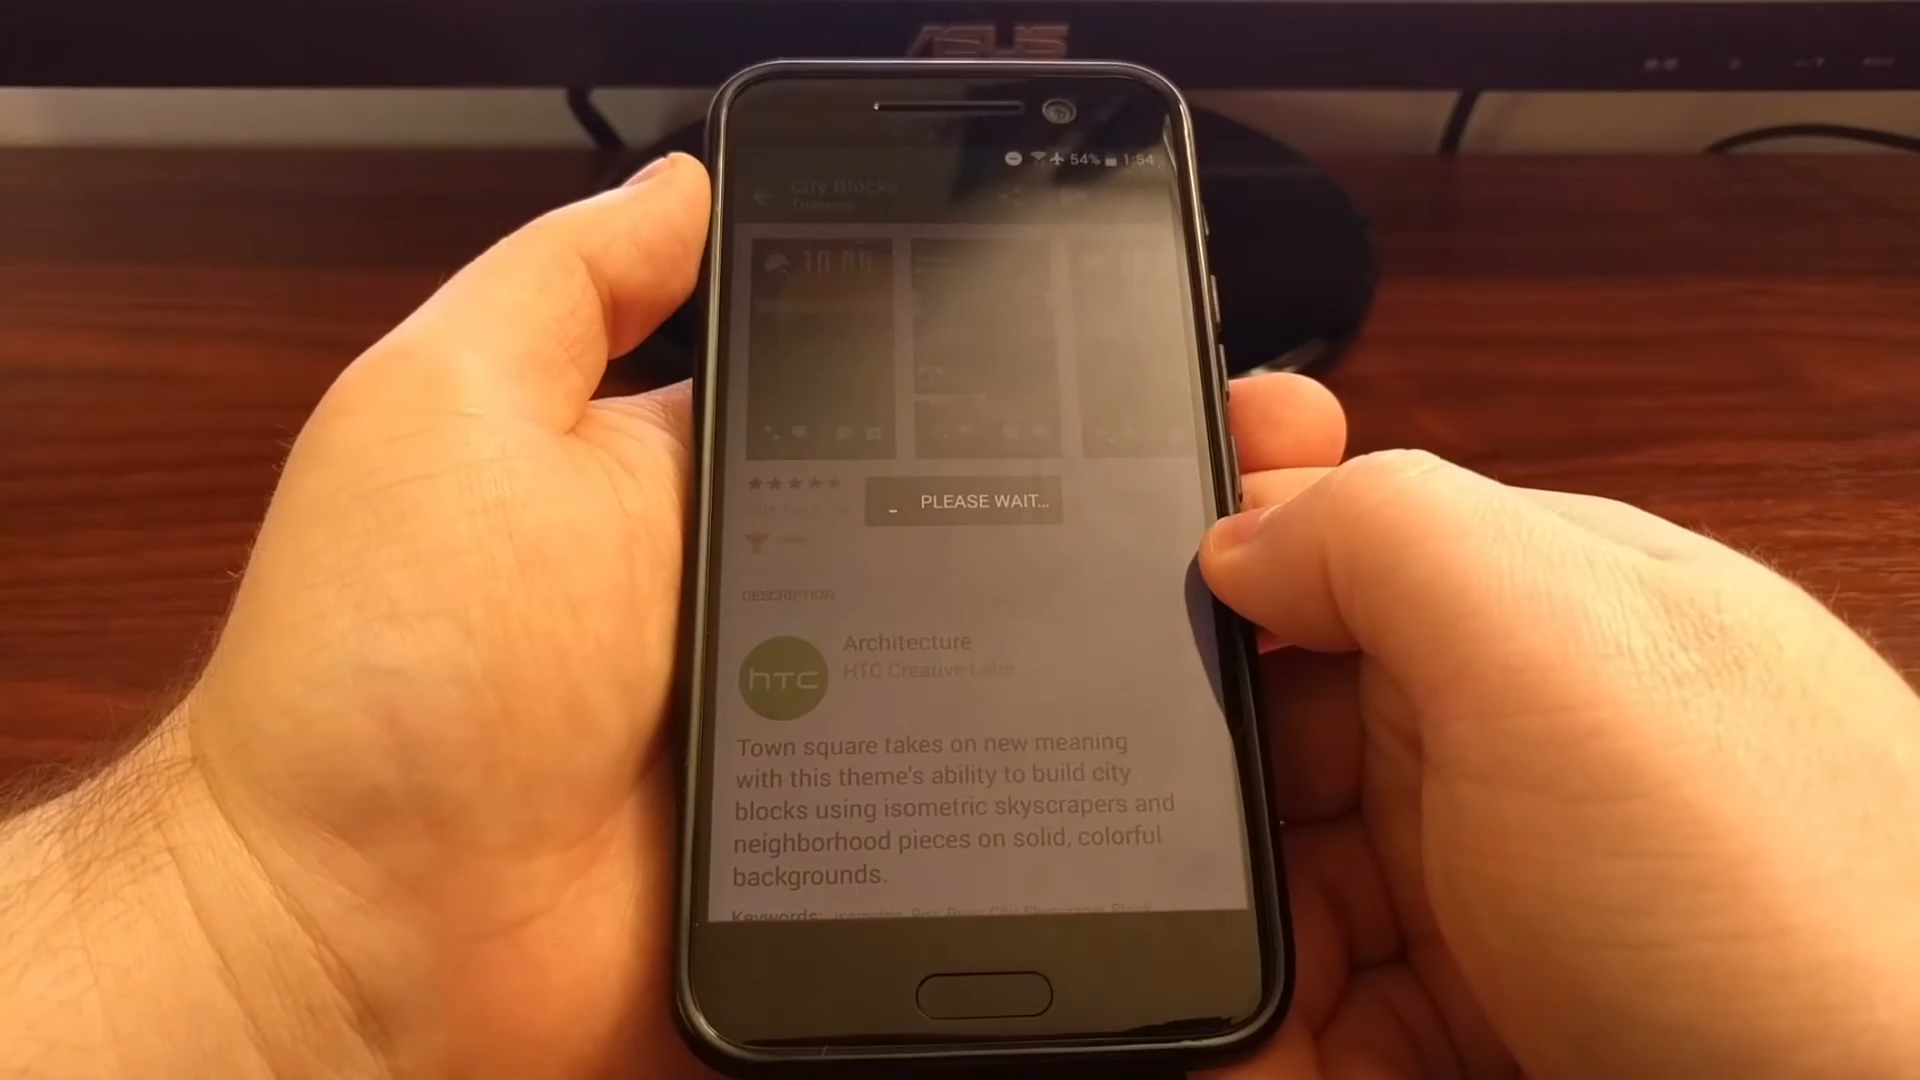 ASUS
54% 1:54
City Blocks
Themes
PLEASE WAIT...
DESCRIPTION
Architecture
hTC
HTC Creative Labs
Town square takes on new meaning
with this theme's ability to build city
blocks using isometric skyscrapers and
neighborhood pieces on solid, colorful
backgrounds.
Keywords: